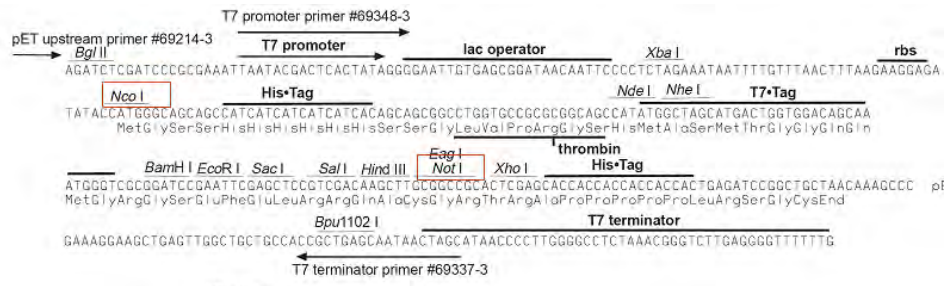 T7 promoter primer #69348-3
pET upstream primer #69214-3
Bgl II T7 promoter lac operator Xba I rbs
AGATCTCGATCCCGCGAAATTAATACGACTCACTATAGGGGAATTGTGAGCGGATAACAATTCCCCTCTAGAAATAATTTTGTTTAACTTTAAGAAGGAGA
Nco I His•Tag Nde I Nhe I T7•Tag
TATACCATGGGCAGCAGCCATCATCATCATCATCACAGCAGCGGCCTGGTGCCGCGCGGCAGCCATATGGCTAGCATGACTGGTGGACAGCAA
MetGlySerSerHisHisHisHisHisHisSerSerGlyLeuValProArgGlySerHisMetAlaSerMetThrGlyGlyGlnGln
thrombin
BamH I EcoR I Sac I Sal I Hind III Eag I Not I Xho I His•Tag
ATGGGTCGCGGATCCGAATTCGAGCTCCGTCGACAAGCTTGCGGCCGCACTCGAGCACCACCACCACCACCACTGAGATCCGGCTGCTAACAAAGCCC pE
MetGlyArgGlySerGluPheGluLeuArgArgGlnAlaCysGlyArgThrArgAlaProProProProProProLeuArgSerGlyCysEnd
Bpu1102 I T7 terminator
GAAAGGAAGCTGAGTTGGCTGCTGCCACCGCTGAGCAATAACTAGCATAACCCCTTGGGGCCTCTAAACGGGTCTTGAGGGGTTTTTTG
T7 terminator primer #69337-3